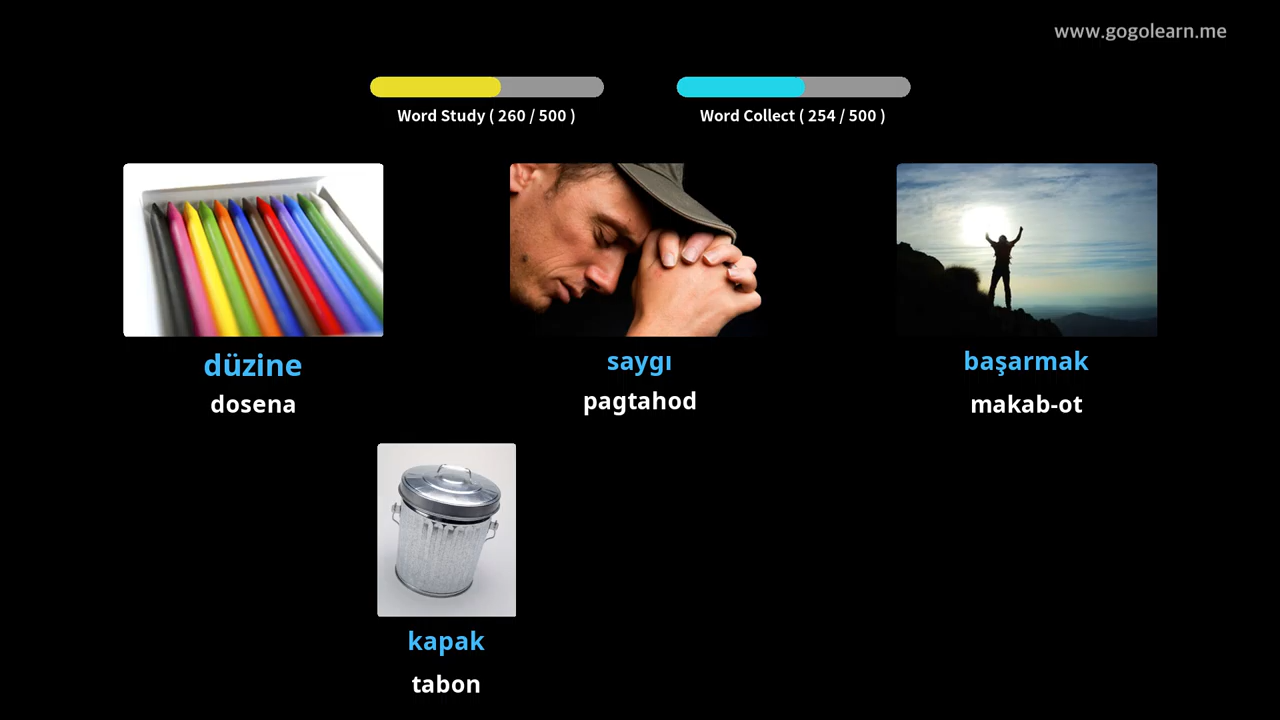 www.gogolearn.me
Word Study ( 260 / 500 )
Word Collect ( 254 / 500 )
düzine
dosena
saygı
pagtahod
başarmak
makab-ot
kapak
tabon